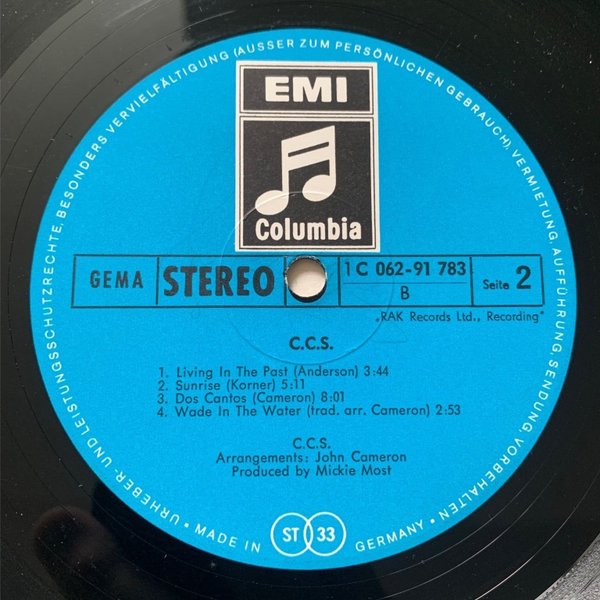 URHEBER- UND LEISTUNGSSCHUTZRECHTE, BESONDERS VERVIELFÄLTIGUNG (AUSSER ZUM PERSÖNLICHEN GEBRAUCH), VERMIETUNG, AUFFÜHRUNG, SENDUNG, VORBEHALTEN •
EMI
Columbia
GEMA
STEREO
1 C 062-91 783
B
Seite 2
„RAK Records Ltd., Recording"
C.C.S.
1. Living In The Past (Anderson) 3:44
2. Sunrise (Korner) 5:11
3. Dos Cantos (Cameron) 8:01
4. Wade In The Water (trad. arr. Cameron) 2:53
C.C.S.
Arrangements: John Cameron
Produced by Mickie Most
• MADE IN GERMANY •
ST 33